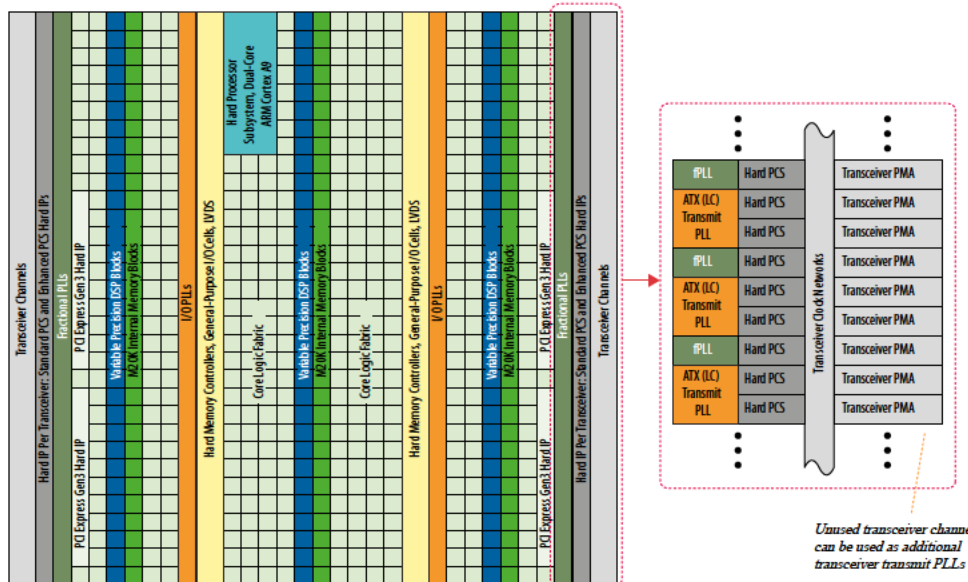 Transceiver Channels
Hard IP Per Transceiver: Standard PCS and Enhanced PCS Hard IPs
Fractional PLLs
PCI Express Gen3 Hard IP
PCI Express Gen3 Hard IP
Variable Precision DSP Blocks
M20K Internal Memory Blocks
I/O PLLs
Hard Memory Controllers, General-Purpose I/O Cells, LVDS
Hard Processor
Subsystem, Dual-Core
ARM Cortex A9
Core Logic Fabric
Variable Precision DSP Blocks
M20K Internal Memory Blocks
Core Logic Fabric
Hard Memory Controllers, General-Purpose I/O Cells, LVDS
I/O PLLs
Variable Precision DSP Blocks
M20K Internal Memory Blocks
PCI Express Gen3 Hard IP
PCI Express Gen3 Hard IP
Fractional PLLs
Hard IP Per Transceiver: Standard PCS and Enhanced PCS Hard IPs
Transceiver Channels
fPLL
ATX (LC)
Transmit
PLL
fPLL
ATX (LC)
Transmit
PLL
fPLL
ATX (LC)
Transmit
PLL
Hard PCS
Hard PCS
Hard PCS
Hard PCS
Hard PCS
Hard PCS
Hard PCS
Hard PCS
Hard PCS
Transceiver Clock Networks
Transceiver PMA
Transceiver PMA
Transceiver PMA
Transceiver PMA
Transceiver PMA
Transceiver PMA
Transceiver PMA
Transceiver PMA
Transceiver PMA
Unused transceiver channe
can be used as additional
transceiver transmit PLLs